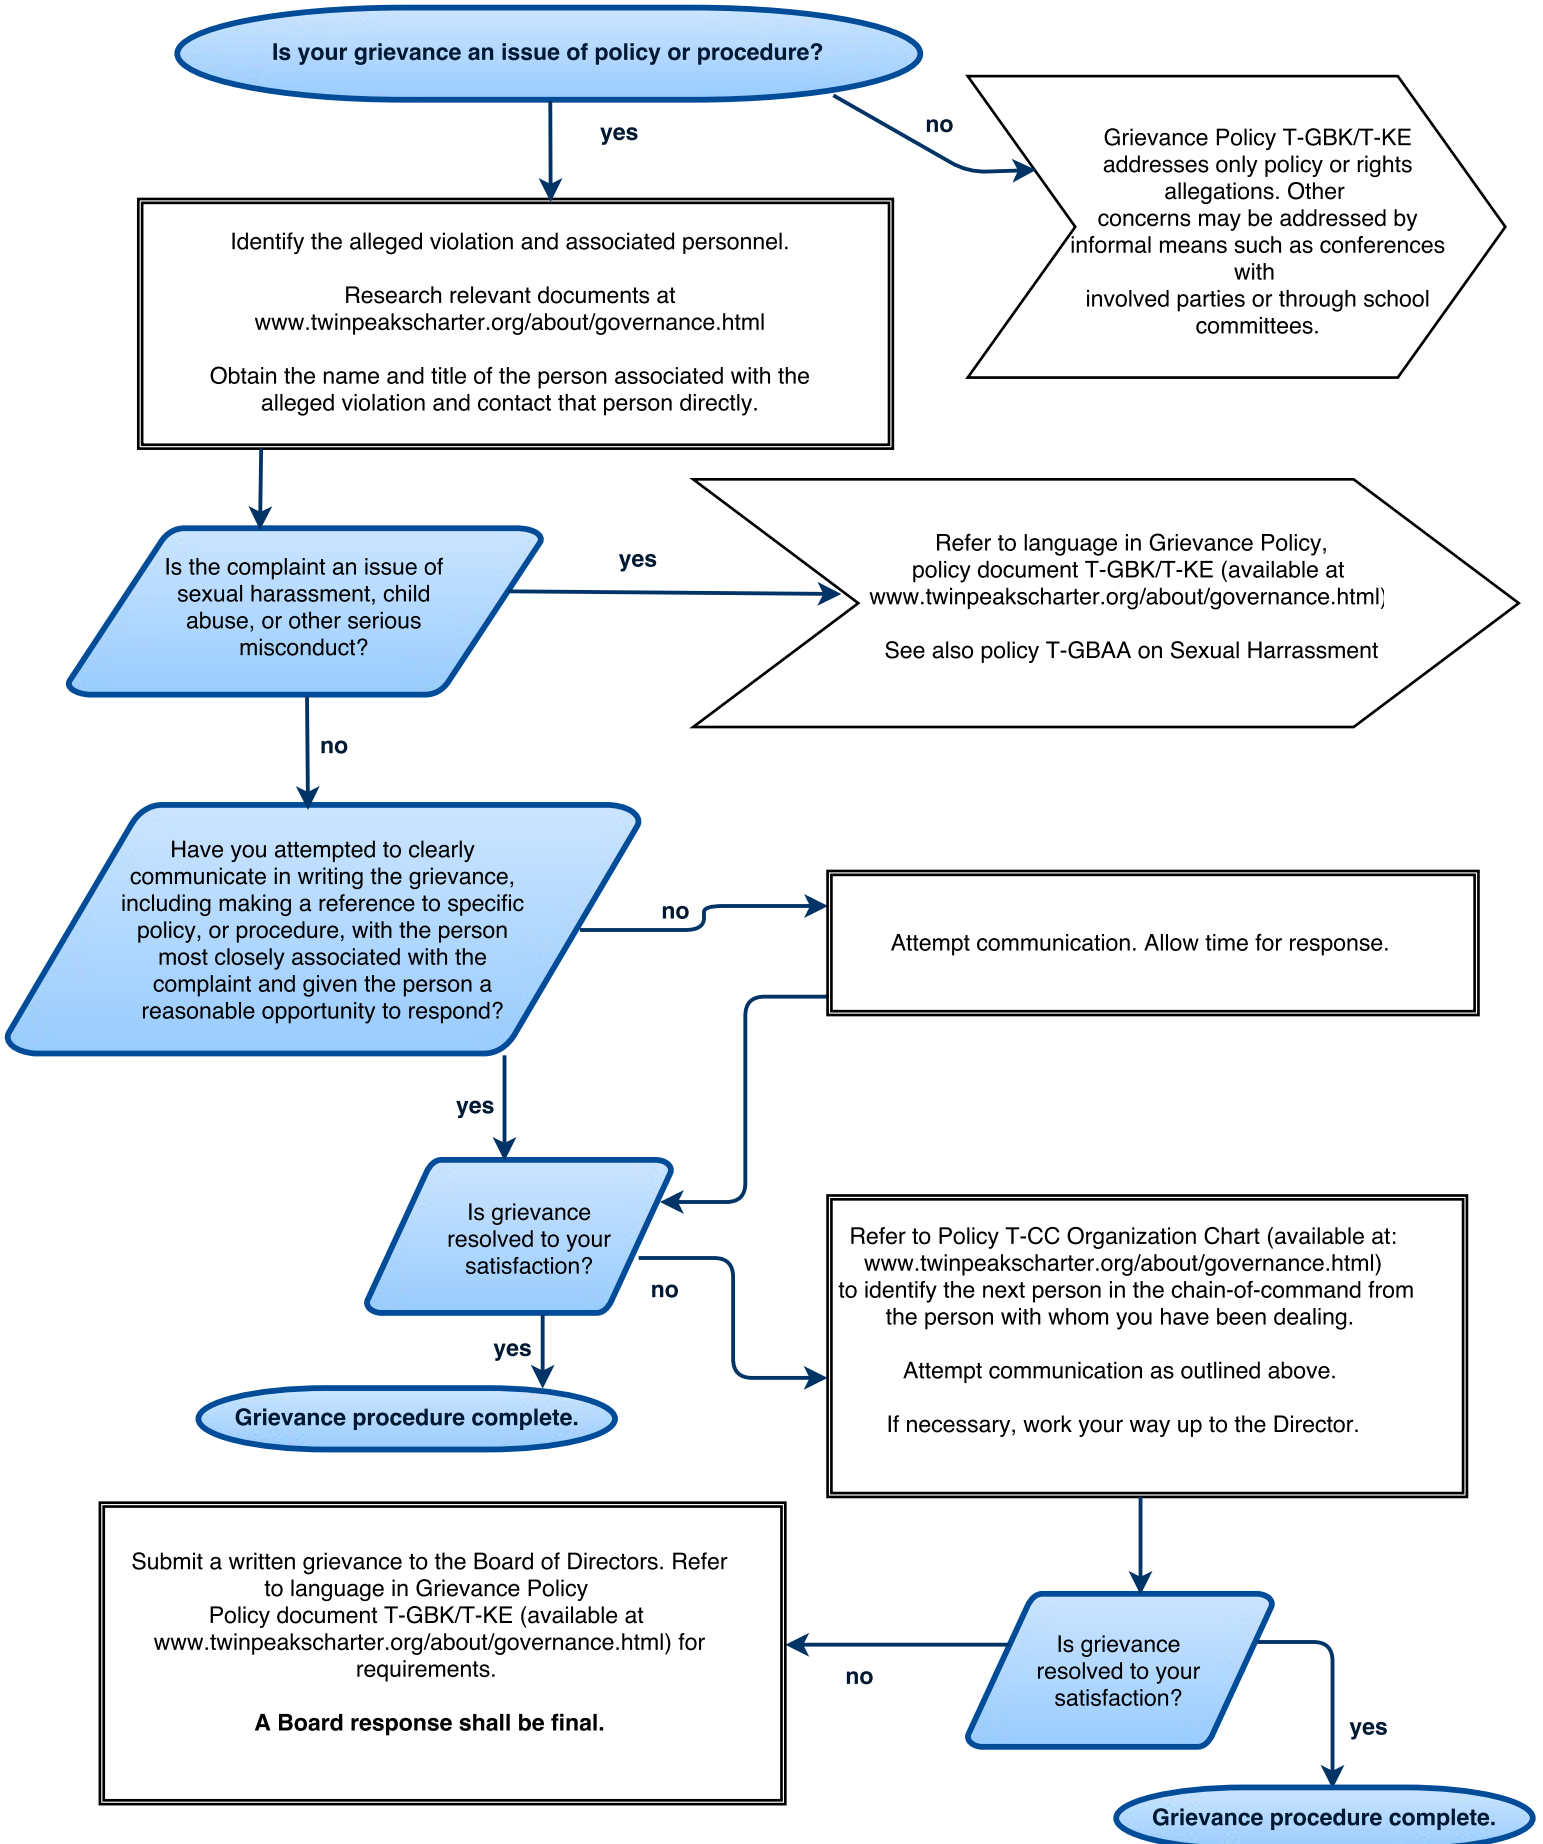 Is your grievance an issue of policy or procedure?
yes
no
Grievance Policy T-GBK/T-KE
addresses only policy or rights
allegations. Other
concerns may be addressed by
informal means such as conferences
with
involved parties or through school
committees.
Identify the alleged violation and associated personnel.
Research relevant documents at
www.twinpeakscharter.org/about/governance.html
Obtain the name and title of the person associated with the
alleged violation and contact that person directly.
Is the complaint an issue of
sexual harassment, child
abuse, or other serious
misconduct?
yes
Refer to language in Grievance Policy,
policy document T-GBK/T-KE (available at
www.twinpeakscharter.org/about/governance.html)
See also policy T-GBAA on Sexual Harrassment
no
Have you attempted to clearly
communicate in writing the grievance,
including making a reference to specific
policy, or procedure, with the person
most closely associated with the
complaint and given the person a
reasonable opportunity to respond?
no
Attempt communication. Allow time for response.
yes
Is grievance
resolved to your
satisfaction?
no
yes
Grievance procedure complete.
Refer to Policy T-CC Organization Chart (available at:
www.twinpeakscharter.org/about/governance.html)
to identify the next person in the chain-of-command from
the person with whom you have been dealing.
Attempt communication as outlined above.
If necessary, work your way up to the Director.
Is grievance
resolved to your
satisfaction?
no
Submit a written grievance to the Board of Directors. Refer
to language in Grievance Policy
Policy document T-GBK/T-KE (available at
www.twinpeakscharter.org/about/governance.html) for
requirements.
A Board response shall be final.
yes
Grievance procedure complete.